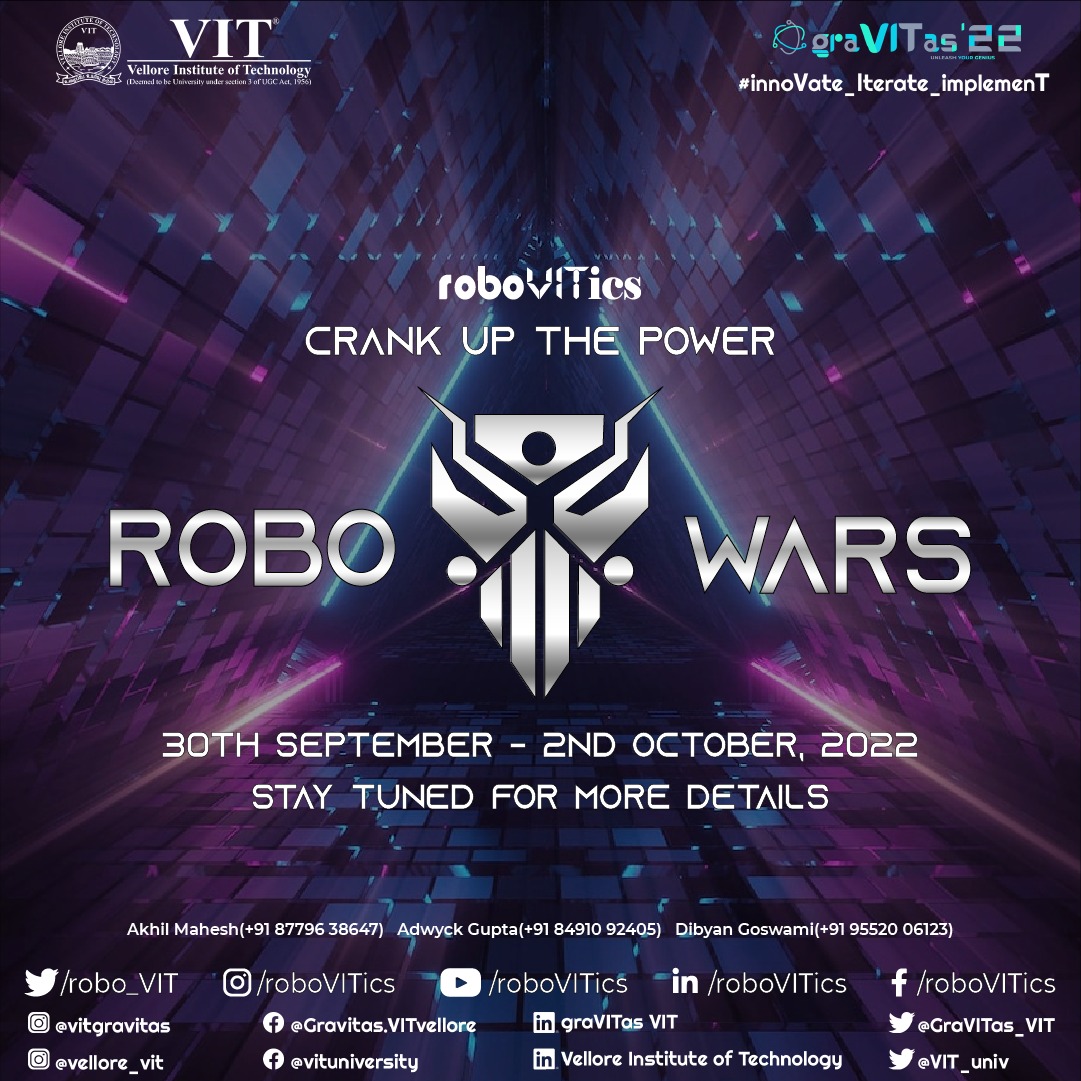 VIT®
Vellore Institute of Technology
(Deemed to be University under section 3 of UGC Act, 1956)
VIT
graVITas'22
UNLEASH YOUR GENIUS
#innoVate_Iterate_implemenT
roboVITics
CRANK UP THE POWER
ROBO WARS
30TH SEPTEMBER - 2ND OCTOBER, 2022
STAY TUNED FOR MORE DETAILS
Akhil Mahesh(+91 87796 38647) Adwyck Gupta(+91 84910 92405) Dibyan Goswami(+91 95520 06123)
/robo_VIT /roboVITics /roboVITics /roboVITics /roboVITics
@vitgravitas @Gravitas.VITvellore graVITas VIT @GraVITas_VIT
@vellore_vit @vituniversity Vellore Institute of Technology @VIT_univ